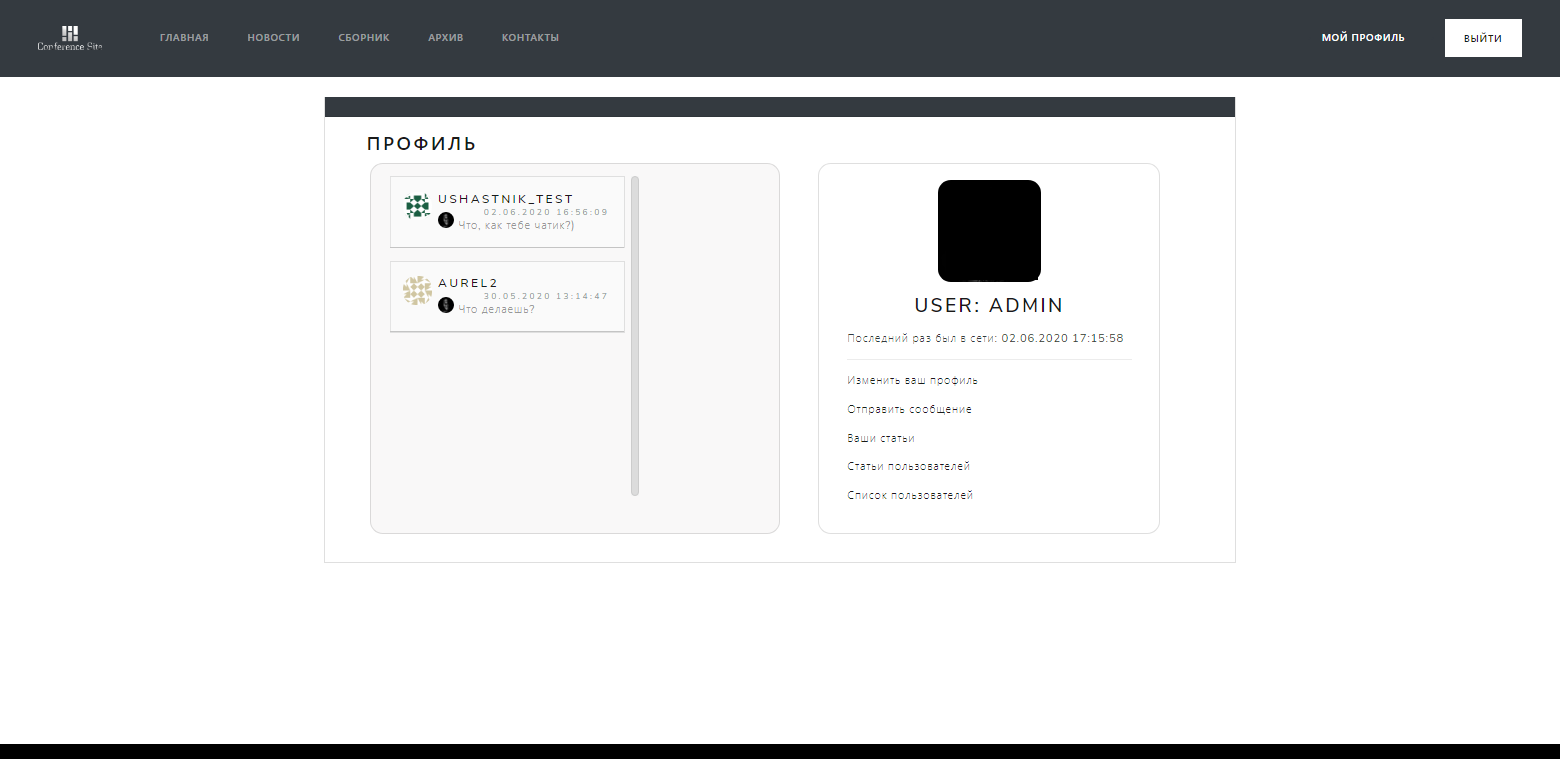 Conference Site
ГЛАВНАЯ
НОВОСТИ
СБОРНИК
АРХИВ
КОНТАКТЫ
МОЙ ПРОФИЛЬ
ВЫЙТИ
ПРОФИЛЬ
USHASTNIK_TEST
02.06.2020 16:56:09
Что, как тебе чатик?)
AUREL2
30.05.2020 13:14:47
Что делаешь?
USER: ADMIN
Последний раз был в сети: 02.06.2020 17:15:58
Изменить ваш профиль
Отправить сообщение
Ваши статьи
Статьи пользователей
Список пользователей